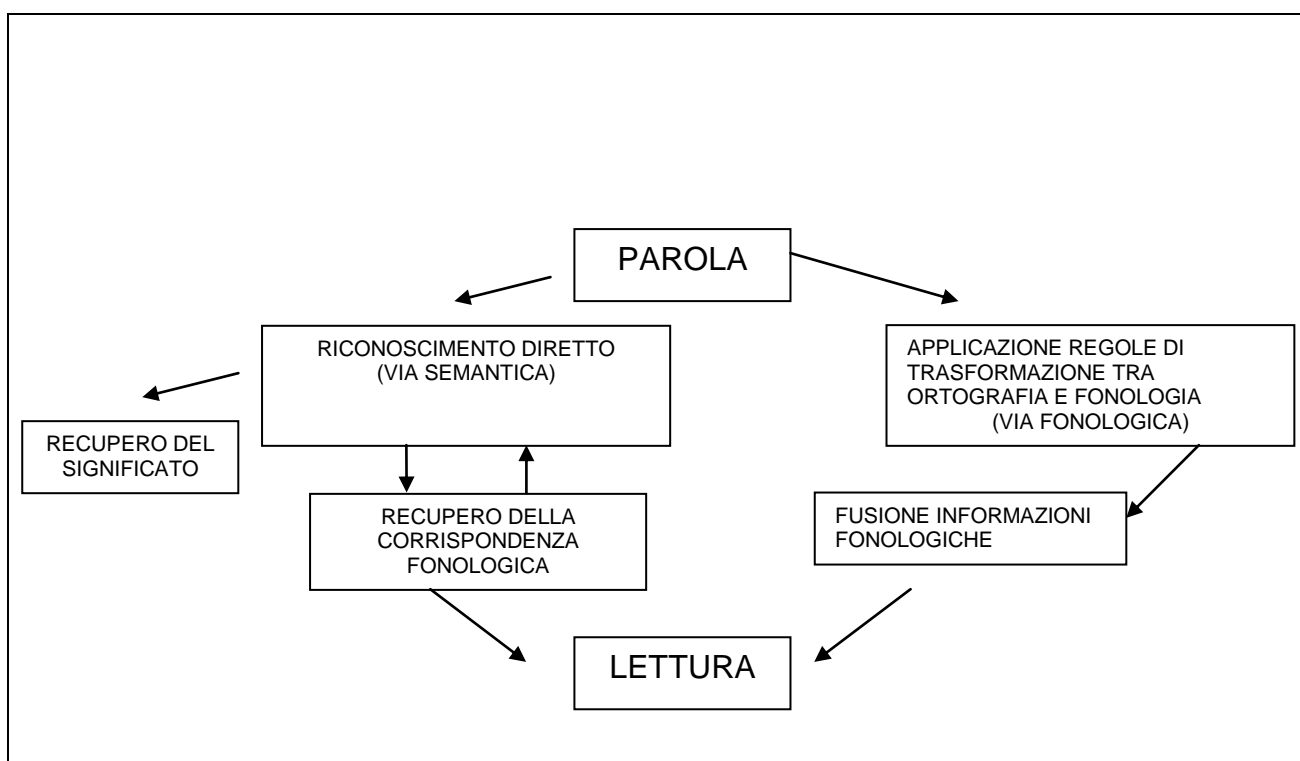 PAROLA
RICONOSCIMENTO DIRETTO
(VIA SEMANTICA)
APPLICAZIONE REGOLE DI
TRASFORMAZIONE TRA
ORTOGRAFIA E FONOLOGIA
(VIA FONOLOGICA)
RECUPERO DEL
SIGNIFICATO
RECUPERO DELLA
CORRISPONDENZA
FONOLOGICA
FUSIONE INFORMAZIONI
FONOLOGICHE
LETTURA